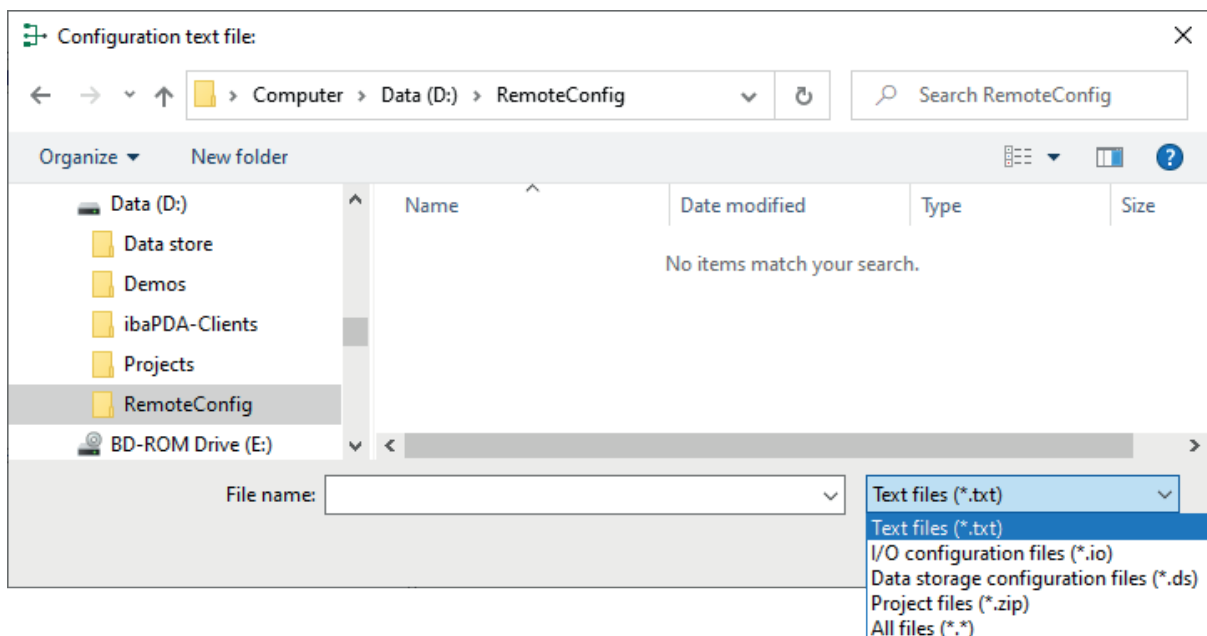 Configuration text file:
Computer > Data (D:) > RemoteConfig
Search RemoteConfig
Organize
New folder
Data (D:)
Data store
Demos
ibaPDA-Clients
Projects
RemoteConfig
BD-ROM Drive (E:)
Name Date modified Type Size
No items match your search.
File name:
Text files (*.txt)
Text files (*.txt)
I/O configuration files (*.io)
Data storage configuration files (*.ds)
Project files (*.zip)
All files (*.*)